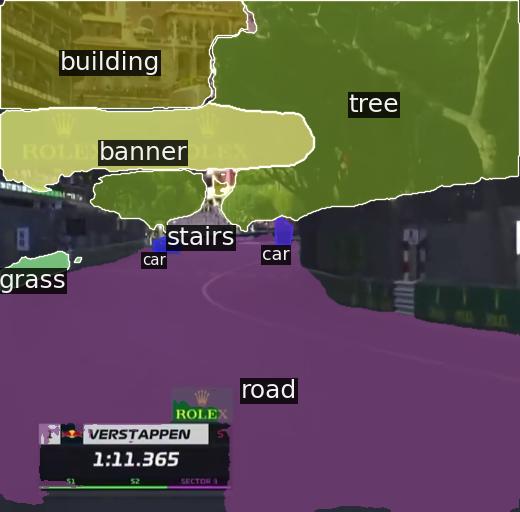 building
tree
ROLEX
ROLEX
banner
stairs
car
car
grass
road
ROLEX
1 VERSTAPPEN S
1:11.365
S1 S2 SECTOR 3